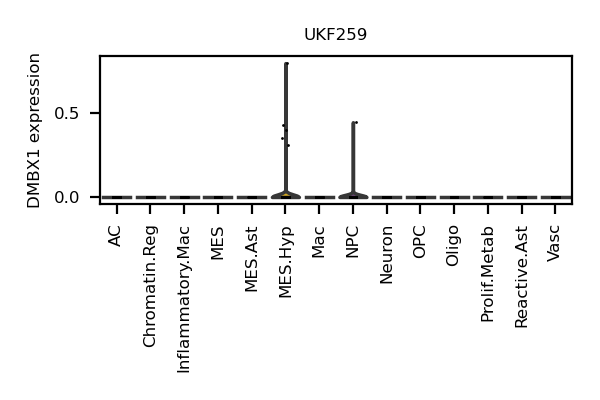 UKF259
DMBX1 expression
0.5
0.0
AC
Chromatin.Reg
Inflammatory.Mac
MES
MES.Ast
MES.Hyp
Mac
NPC
Neuron
OPC
Oligo
Prolif.Metab
Reactive.Ast
Vasc